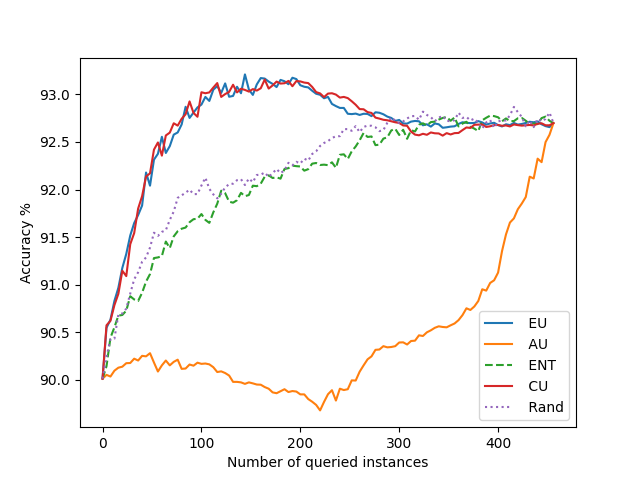 93.0
92.5
92.0
91.5
91.0
90.5
90.0
Accuracy %
0 100 200 300 400
Number of queried instances
EU
AU
ENT
CU
Rand